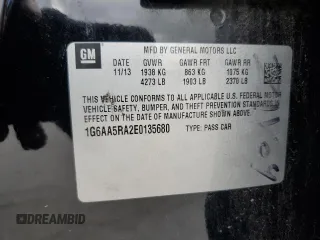 GM
MFD BY GENERAL MOTORS LLC
DATE GVWR GAWR FRT GAWR RR
11/13 1938 KG 863 KG 1075 KG
4273 LB 1903 LB 2370 LB
THIS VEHICLE CONFORMS TO ALL APPLICABLE U.S. FEDERAL MOTOR
VEHICLE SAFETY, BUMPER, AND THEFT PREVENTION STANDARDS
IN EFFECT ON THE DATE OF MANUFACTURE SHOWN ABOVE.
1G6AA5RA2E0135680 TYPE: PASS CAR
DREAMBID